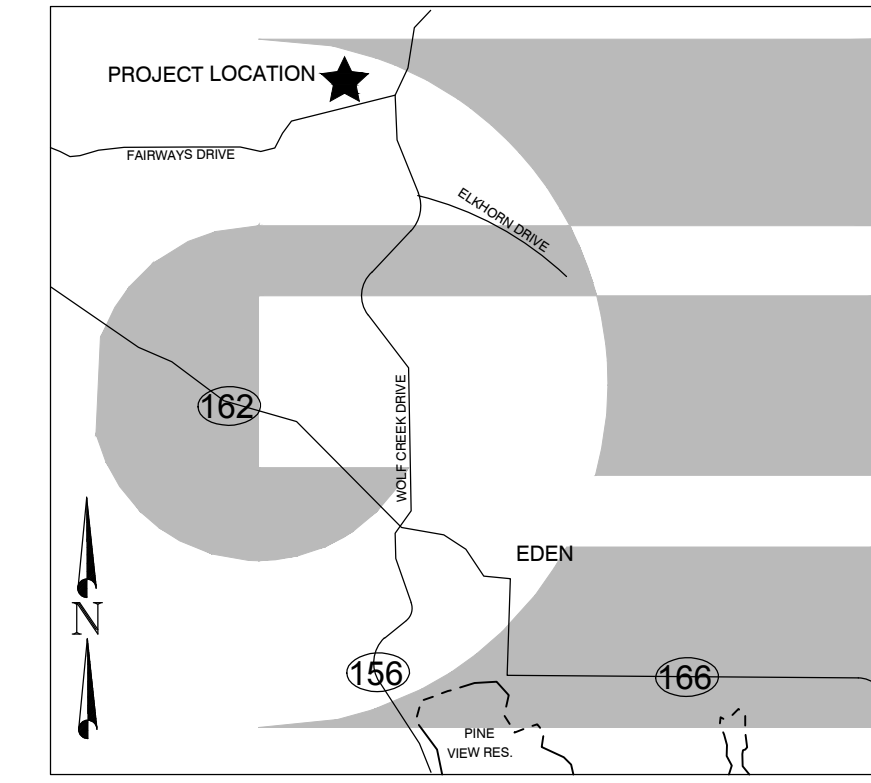 PROJECT LOCATION
FAIRWAYS DRIVE
ELKHORN DRIVE
162
WOLF CREEK DRIVE
EDEN
N
156
166
PINE
VIEW RES.